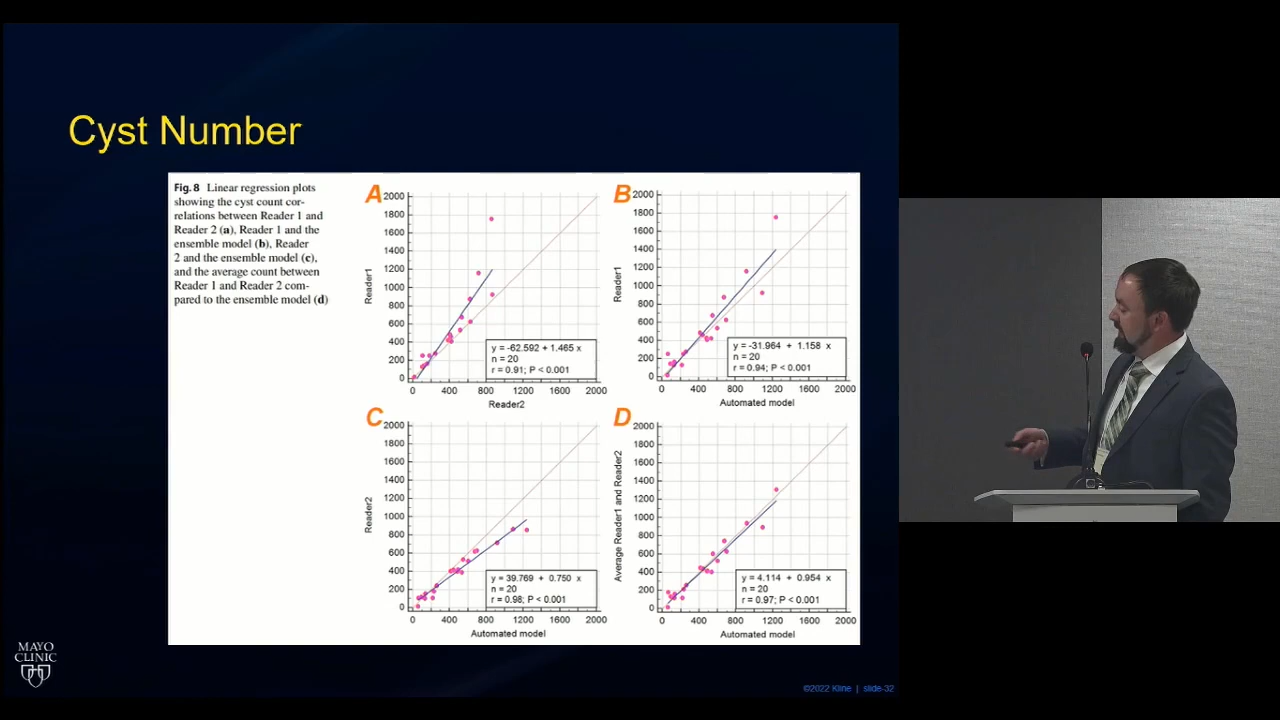 Cyst Number
Fig. 8 Linear regression plots
showing the cyst count cor-
relations between Reader 1 and
Reader 2 (a), Reader 1 and the
ensemble model (b), Reader
2 and the ensemble model (c),
and the average count between
Reader 1 and Reader 2 com-
pared to the ensemble model (d)
A
2000
1800
1600
1400
1200
1000
800
600
400
200
0
Reader1
y = -62.592 + 1.465 x
n = 20
r = 0.91; P < 0.001
0 400 800 1200 1600 2000
Reader2
B
2000
1800
1600
1400
1200
1000
800
600
400
200
0
Reader1
y = -31.964 + 1.158 x
n = 20
r = 0.94; P < 0.001
0 400 800 1200 1600 2000
Automated model
C
2000
1800
1600
1400
1200
1000
800
600
400
200
0
Reader2
y = 39.769 + 0.750 x
n = 20
r = 0.98; P < 0.001
0 400 800 1200 1600 2000
Automated model
D
2000
1800
1600
1400
1200
1000
800
600
400
200
0
Average Reader1 and Reader2
y = 4.114 + 0.954 x
n = 20
r = 0.97; P < 0.001
0 400 800 1200 1600 2000
Automated model
MAYO
CLINIC
©2022 Kline | slide-32